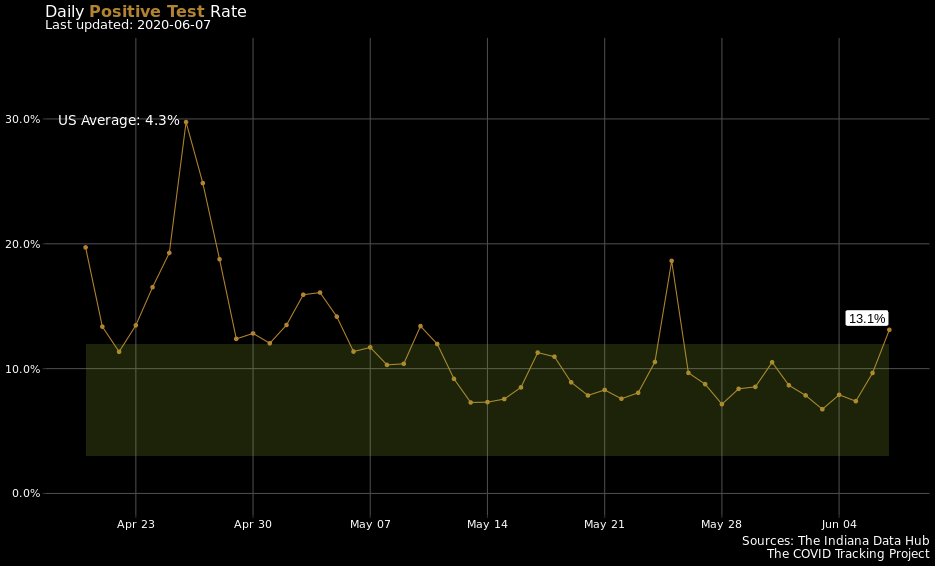 Daily Positive Test Rate
Last updated: 2020-06-07
US Average: 4.3%
30.0%
20.0%
13.1%
10.0%
0.0%
Apr 23 Apr 30 May 07 May 14 May 21 May 28 Jun 04
Sources: The Indiana Data Hub
The COVID Tracking Project